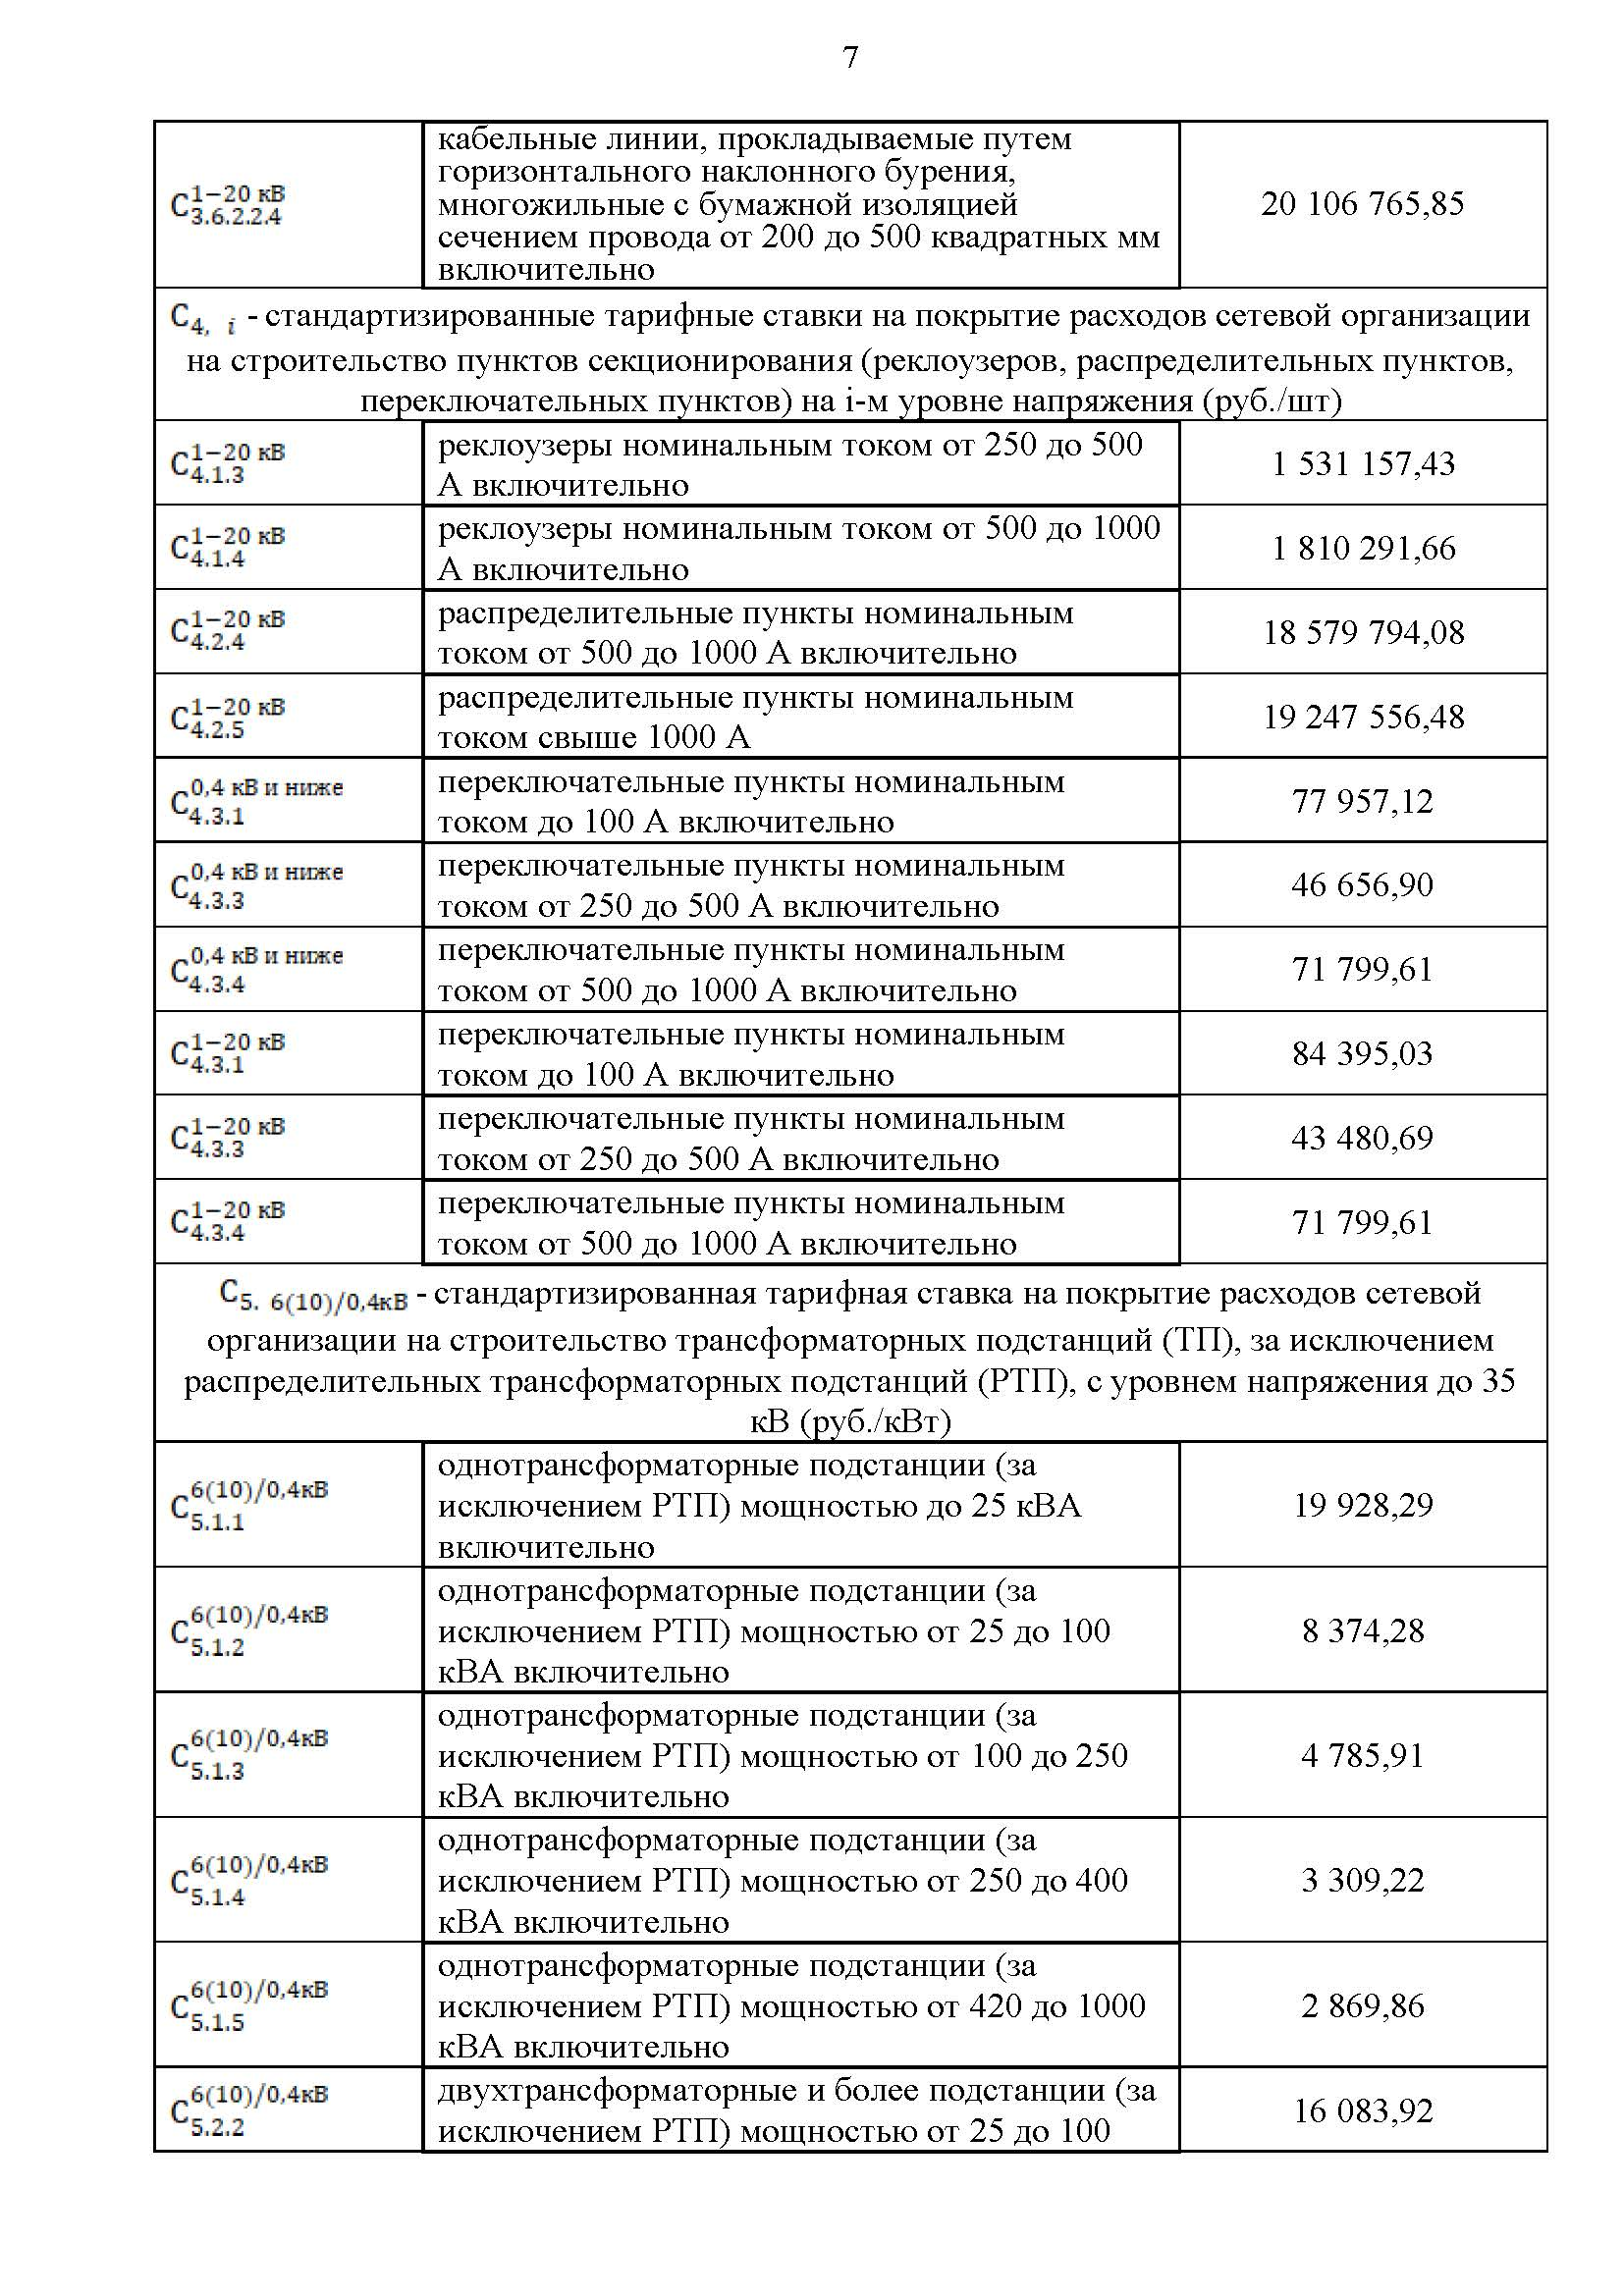 7
С 1−20 кВ 3.6.2.2.4
кабельные линии, прокладываемые путем
горизонтального наклонного бурения,
многожильные с бумажной изоляцией
сечением провода от 200 до 500 квадратных мм
включительно
20 106 765,85
С4, i - стандартизированные тарифные ставки на покрытие расходов сетевой организации
на строительство пунктов секционирования (реклоузеров, распределительных пунктов,
переключательных пунктов) на i-м уровне напряжения (руб./шт)
С 1−20 кВ 4.1.3
реклоузеры номинальным током от 250 до 500
А включительно
1 531 157,43
С 1−20 кВ 4.1.4
реклоузеры номинальным током от 500 до 1000
А включительно
1 810 291,66
С 1−20 кВ 4.2.4
распределительные пункты номинальным
током от 500 до 1000 А включительно
18 579 794,08
С 1−20 кВ 4.2.5
распределительные пункты номинальным
током свыше 1000 А
19 247 556,48
С 0,4 кВ и ниже 4.3.1
переключательные пункты номинальным
током до 100 А включительно
77 957,12
С 0,4 кВ и ниже 4.3.3
переключательные пункты номинальным
током от 250 до 500 А включительно
46 656,90
С 0,4 кВ и ниже 4.3.4
переключательные пункты номинальным
током от 500 до 1000 А включительно
71 799,61
С 1−20 кВ 4.3.1
переключательные пункты номинальным
током до 100 А включительно
84 395,03
С 1−20 кВ 4.3.3
переключательные пункты номинальным
током от 250 до 500 А включительно
43 480,69
С 1−20 кВ 4.3.4
переключательные пункты номинальным
током от 500 до 1000 А включительно
71 799,61
С5. 6(10)/0,4кВ - стандартизированная тарифная ставка на покрытие расходов сетевой
организации на строительство трансформаторных подстанций (ТП), за исключением
распределительных трансформаторных подстанций (РТП), с уровнем напряжения до 35
кВ (руб./кВт)
С 6(10)/0,4кВ 5.1.1
однотрансформаторные подстанции (за
исключением РТП) мощностью до 25 кВА
включительно
19 928,29
С 6(10)/0,4кВ 5.1.2
однотрансформаторные подстанции (за
исключением РТП) мощностью от 25 до 100
кВА включительно
8 374,28
С 6(10)/0,4кВ 5.1.3
однотрансформаторные подстанции (за
исключением РТП) мощностью от 100 до 250
кВА включительно
4 785,91
С 6(10)/0,4кВ 5.1.4
однотрансформаторные подстанции (за
исключением РТП) мощностью от 250 до 400
кВА включительно
3 309,22
С 6(10)/0,4кВ 5.1.5
однотрансформаторные подстанции (за
исключением РТП) мощностью от 420 до 1000
кВА включительно
2 869,86
С 6(10)/0,4кВ 5.2.2
двухтрансформаторные и более подстанции (за
исключением РТП) мощностью от 25 до 100
16 083,92